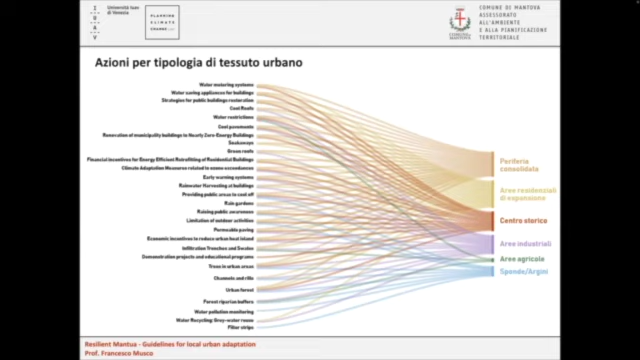 I
U
A
V
Università Iuav
di Venezia
PLANNING
CLIMATE
CHANGE
COMUNE DI MANTOVA
ASSESSORATO
ALL'AMBIENTE
E ALLA PIANIFICAZIONE
TERRITORIALE
Azioni per tipologia di tessuto urbano
Water metering systems
Water saving appliances for buildings
Strategies for public buildings restoration
Cool Roofs
Water restrictions
Cool pavements
Renovation of municipality buildings to Nearly Zero-Energy Buildings
Soakaways
Green roofs
Financial incentives for Energy Efficient Retrofitting of Residential Buildings
Climate Adaptation Measures related to ozone exceedances
Early warning systems
Rainwater Harvesting at buildings
Providing public areas to cool off
Rain gardens
Raising public awareness
Limitation of outdoor activities
Permeable paving
Economic incentives to reduce urban heat island
Infiltration Trenches and Swales
Demonstration projects and educational programs
Trees in urban areas
Channels and rills
Urban forest
Forest riparian buffers
Water pollution monitoring
Water Recycling: Grey-water reuse
Filter strips
Periferia
consolidata
Aree residenziali
di espansione
Centro storico
Aree industriali
Aree agricole
Sponde/Argini
Resilient Mantua - Guidelines for local urban adaptation
Prof. Francesco Musco